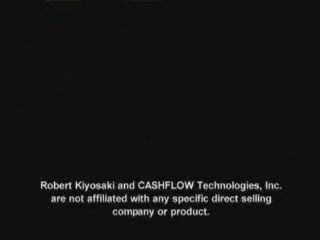 Robert Kiyosaki and CASHFLOW Technologies, Inc.
are not affiliated with any specific direct selling
company or product.